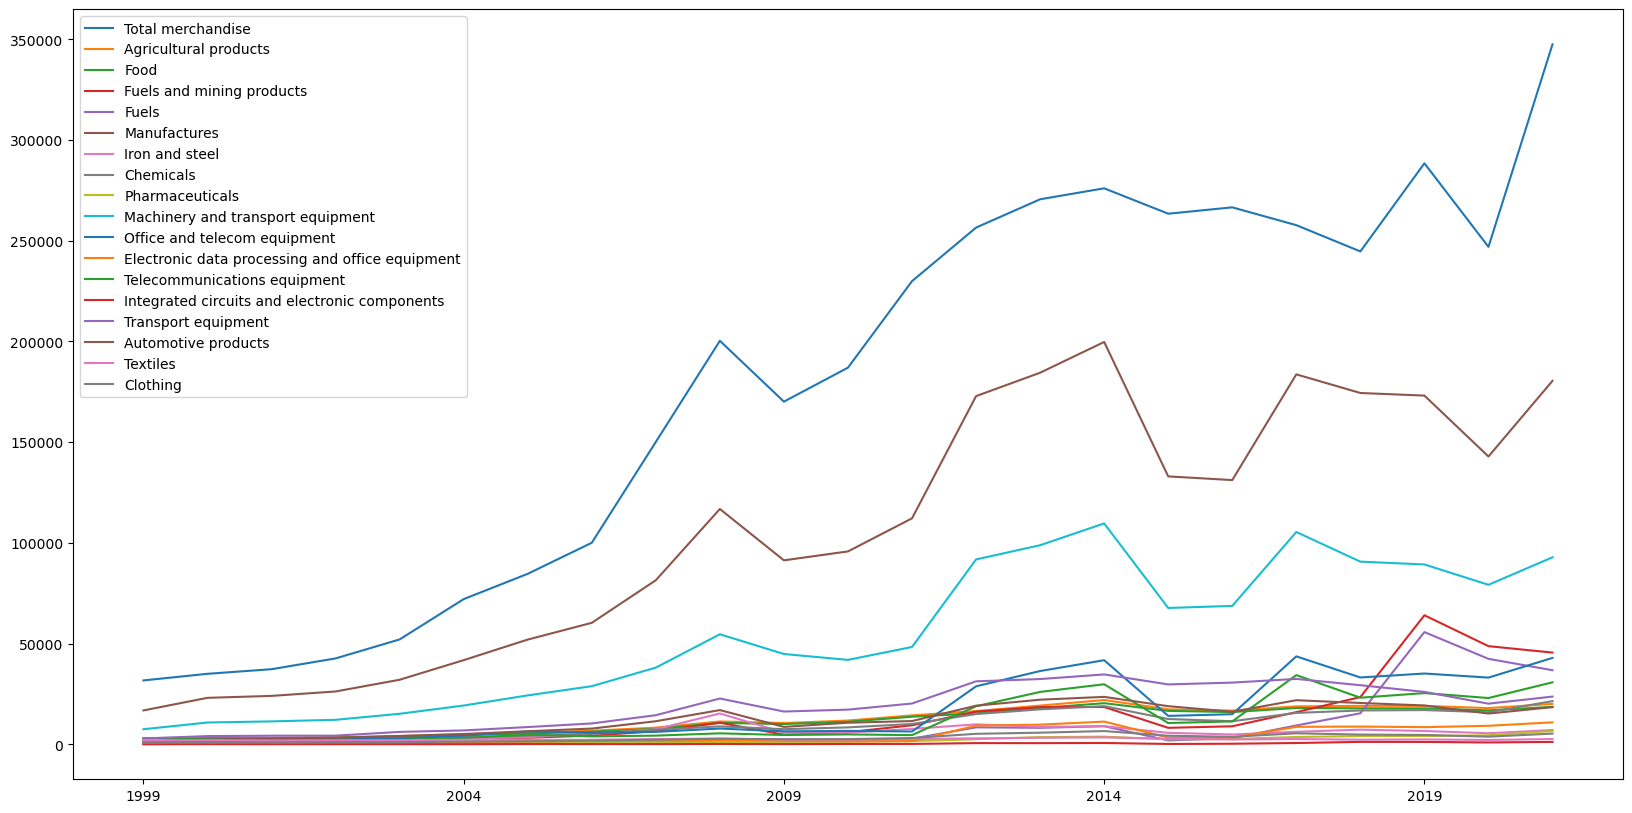 350000
300000
250000
200000
150000
100000
50000
0
Total merchandise
Agricultural products
Food
Fuels and mining products
Fuels
Manufactures
Iron and steel
Chemicals
Pharmaceuticals
Machinery and transport equipment
Office and telecom equipment
Electronic data processing and office equipment
Telecommunications equipment
Integrated circuits and electronic components
Transport equipment
Automotive products
Textiles
Clothing
1999 2004 2009 2014 2019